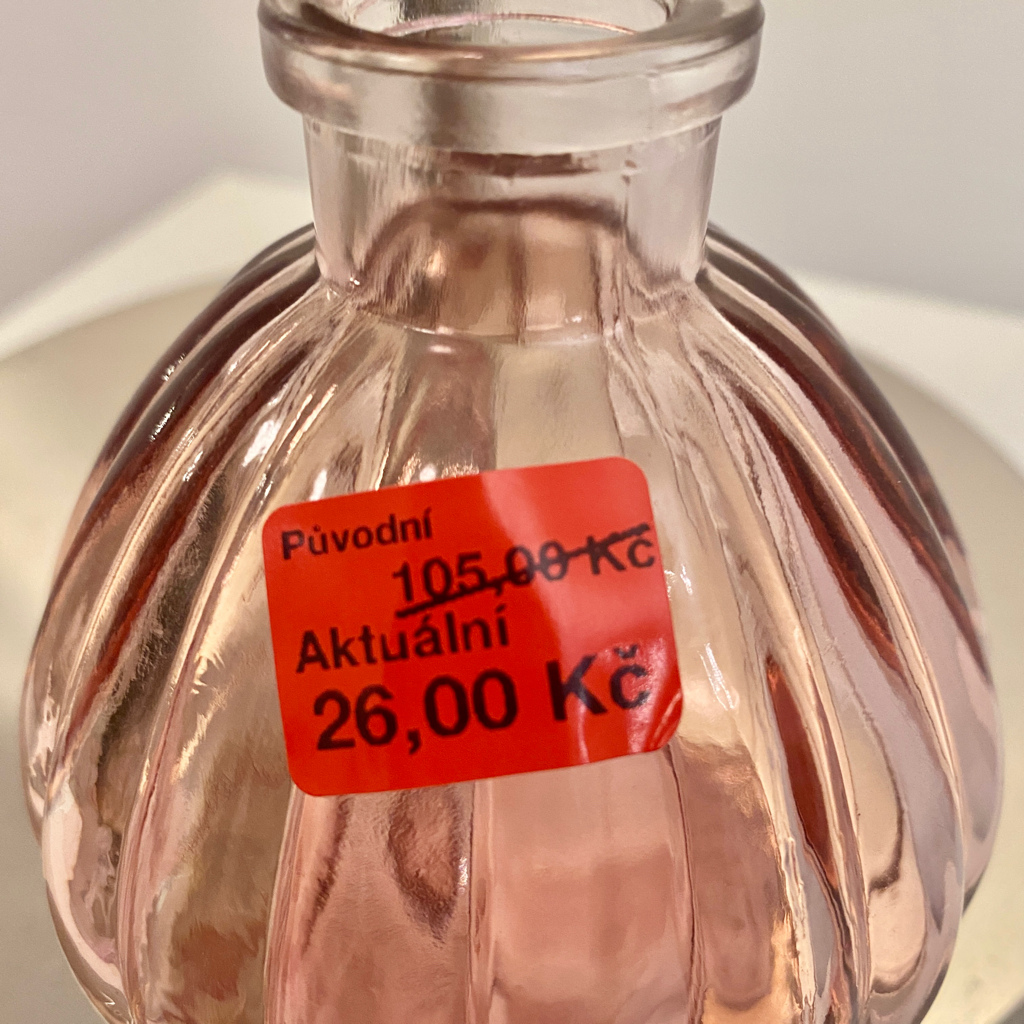 Původní
105,00 Kč
Aktuální
26,00 Kč